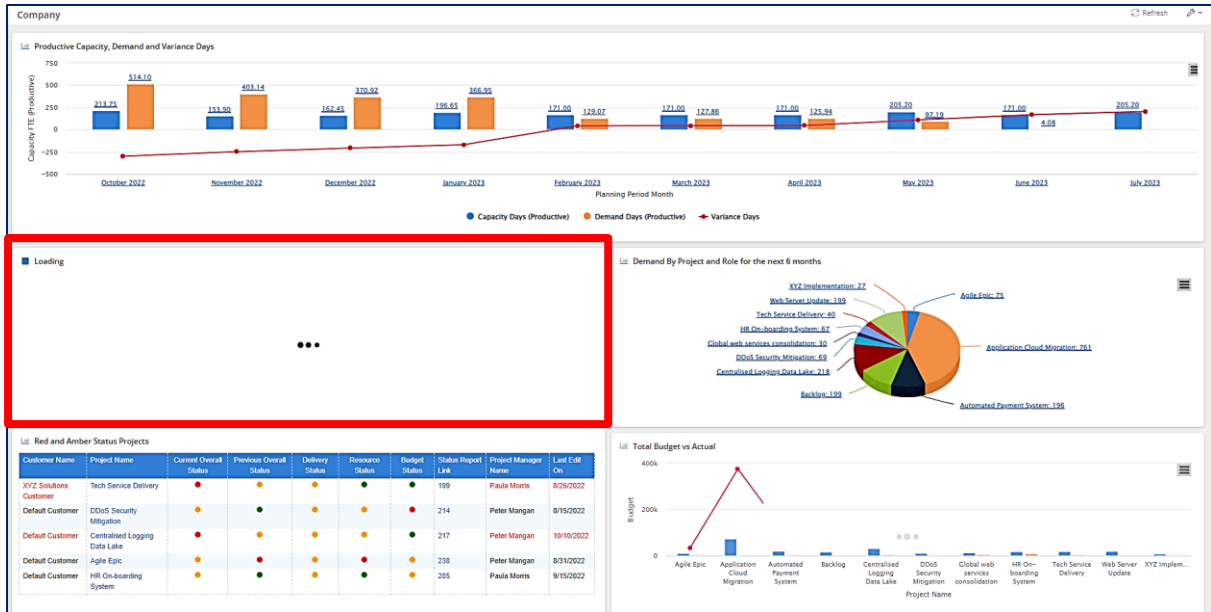 Company
Refresh
Productive Capacity, Demand and Variance Days
Capacity FTE (Productive)
750
500
250
0
-250
-500
213.75
514.10
153.90
403.14
162.45
370.92
196.65
366.95
171.00
129.07
171.00
127.86
171.00
125.94
205.20
97.19
171.00
4.08
205.20
October 2022
November 2022
December 2022
January 2023
February 2023
March 2023
April 2023
May 2023
June 2023
July 2023
Planning Period Month
Capacity Days (Productive)
Demand Days (Productive)
Variance Days
Loading
Demand By Project and Role for the next 6 months
XYZ Implementation: 27
Web Server Update: 199
Tech Service Delivery: 40
HR On-boarding System: 67
Global web services consolidation: 30
DDoS Security Mitigation: 69
Centralised Logging Data Lake: 218
Backlog: 199
Agile Epic: 75
Application Cloud Migration: 761
Automated Payment System: 196
Red and Amber Status Projects
Customer Name
Project Name
Current Overall
Status
Previous Overall
Status
Delivery
Status
Resource
Status
Budget
Status
Status Report
Link
Project Manager
Name
Last Edit
On
XYZ Solutions
Customer
Tech Service Delivery
199
Paula Morris
8/26/2022
Default Customer
DDoS Security
Mitigation
214
Peter Mangan
8/15/2022
Default Customer
Centralised Logging
Data Lake
217
Peter Mangan
10/10/2022
Default Customer
Agile Epic
238
Peter Mangan
8/31/2022
Default Customer
HR On-boarding
System
285
Paula Morris
9/15/2022
Total Budget vs Actual
Budget
400k
200k
0
Agile Epic
Application
Cloud
Migration
Automated
Payment
System
Backlog
Centralised
Logging
Data Lake
DDoS
Security
Mitigation
Global web
services
consolidation
HR On-
boarding
System
Tech Service
Delivery
Web Server
Update
XYZ Implem...
Project Name